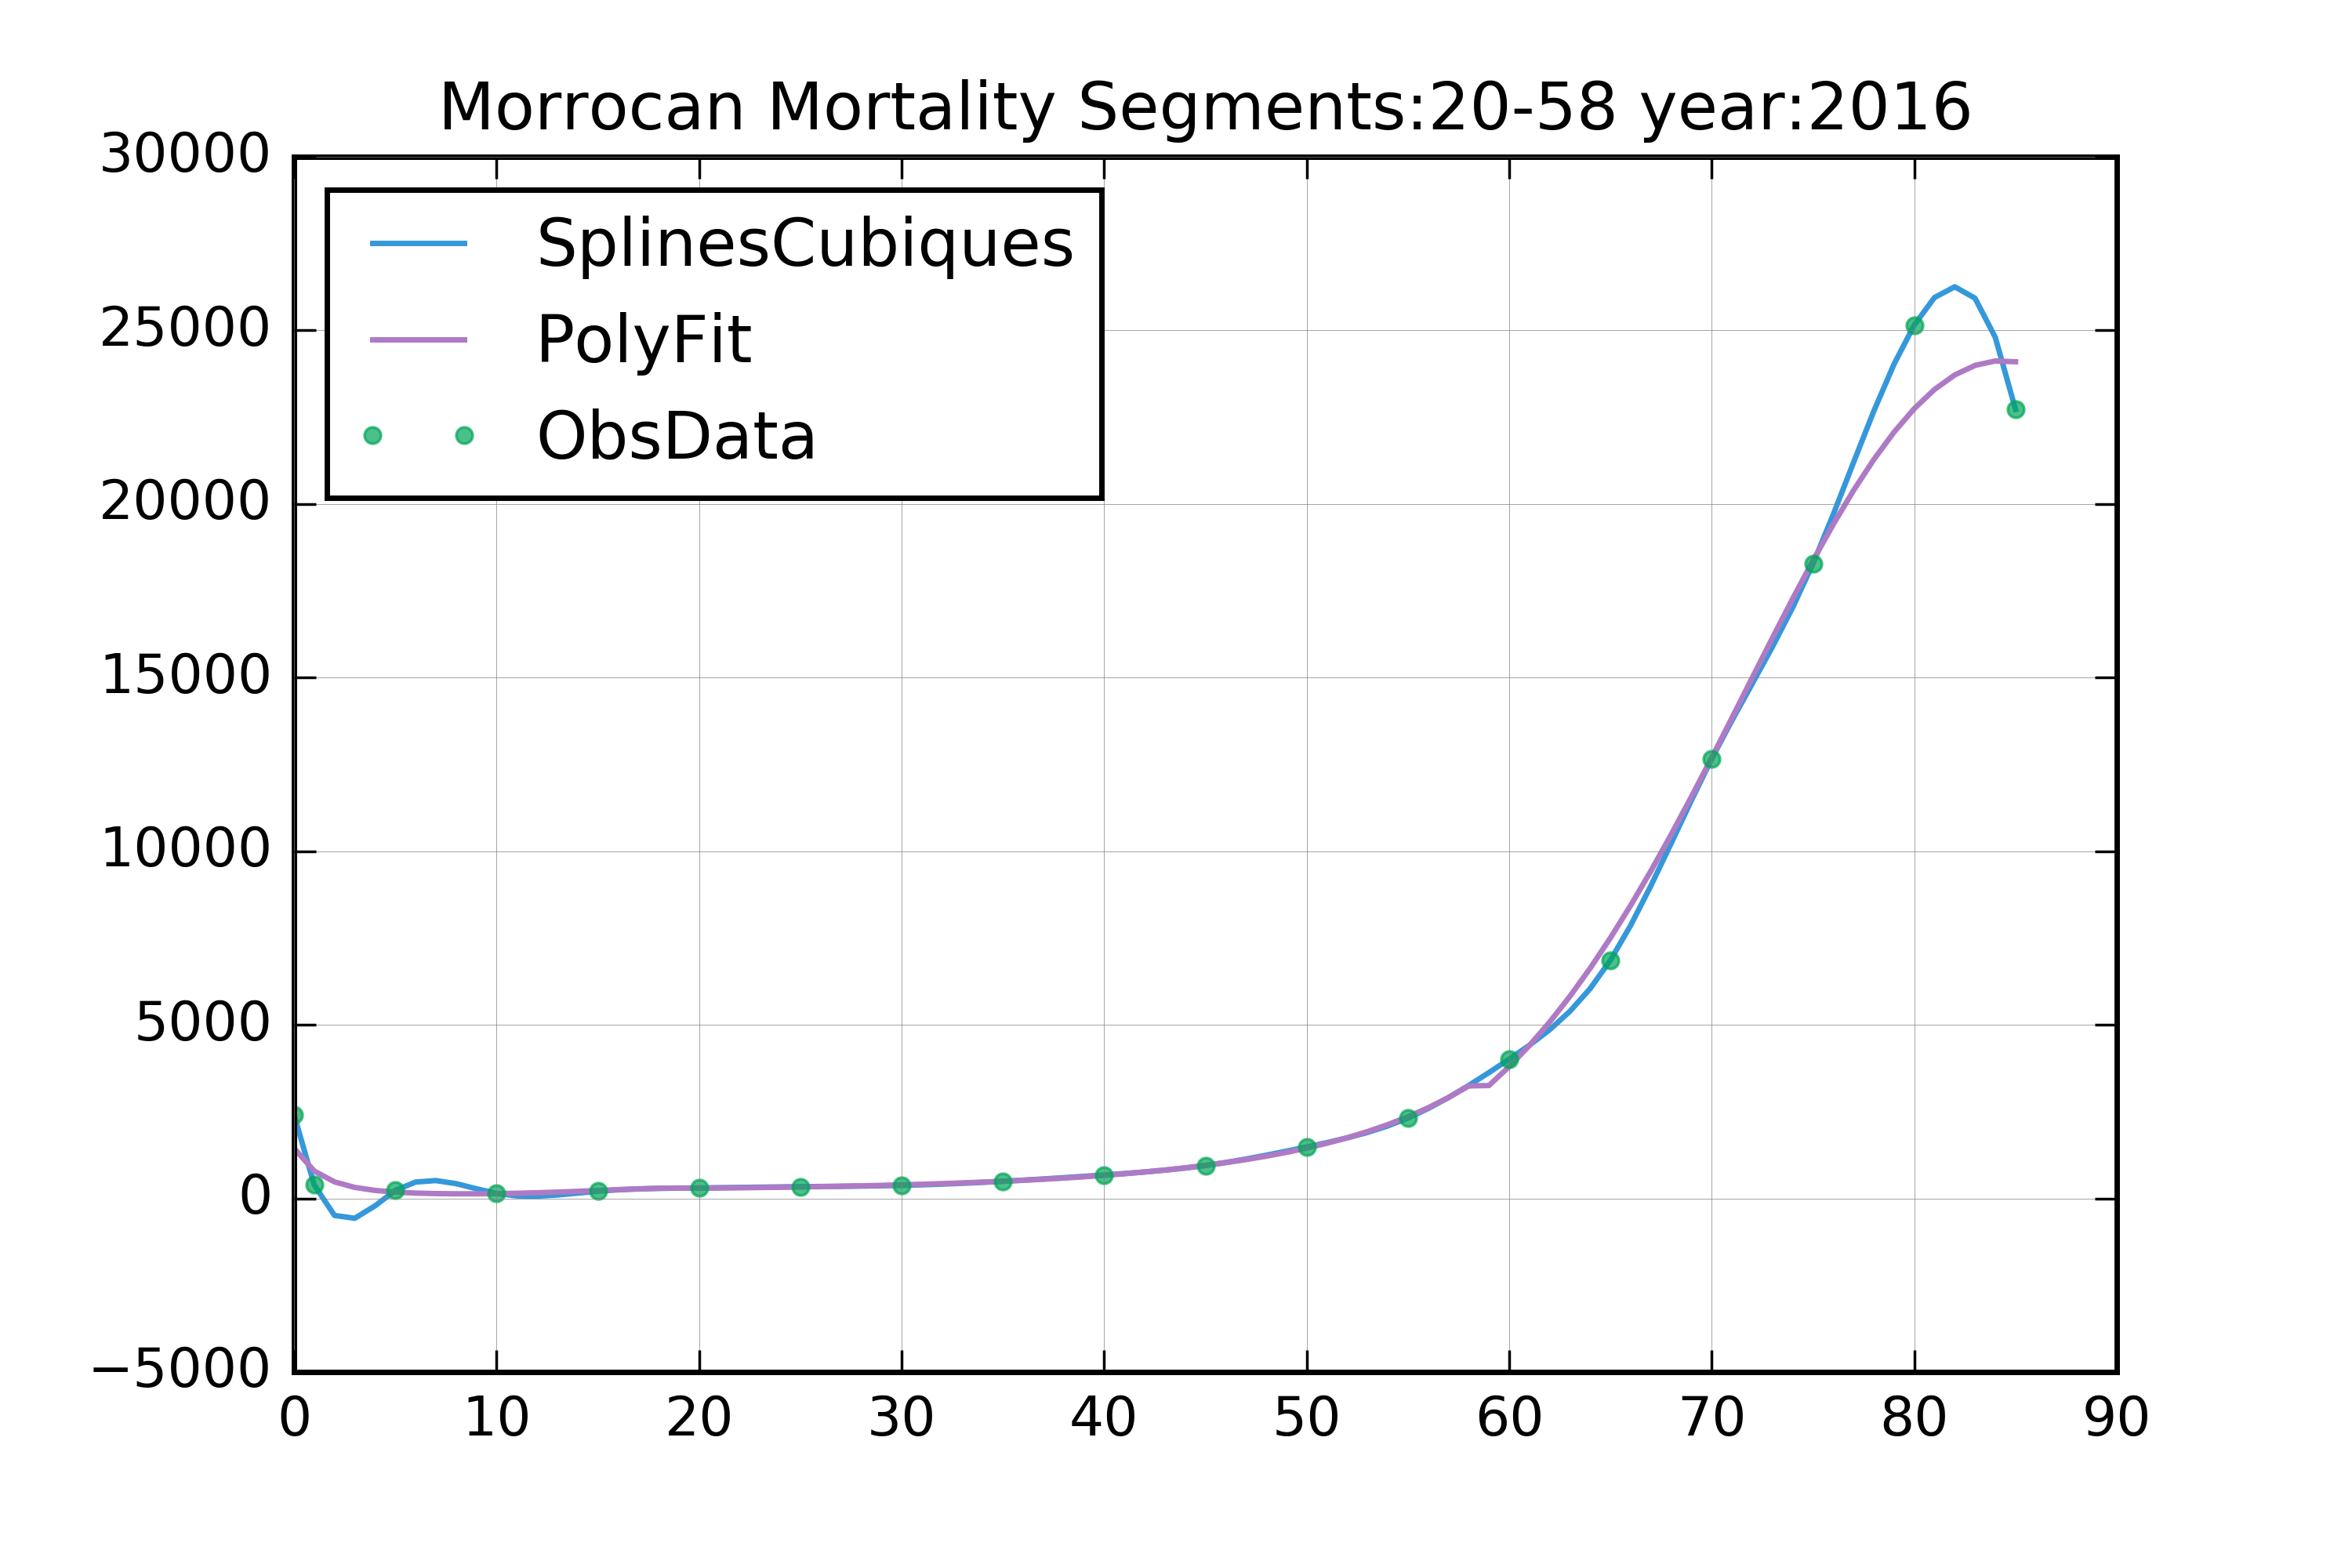 Morrocan Mortality Segments:20-58 year:2016
30000
25000
20000
15000
10000
5000
0
−5000
SplinesCubiques
PolyFit
ObsData
0 10 20 30 40 50 60 70 80 90